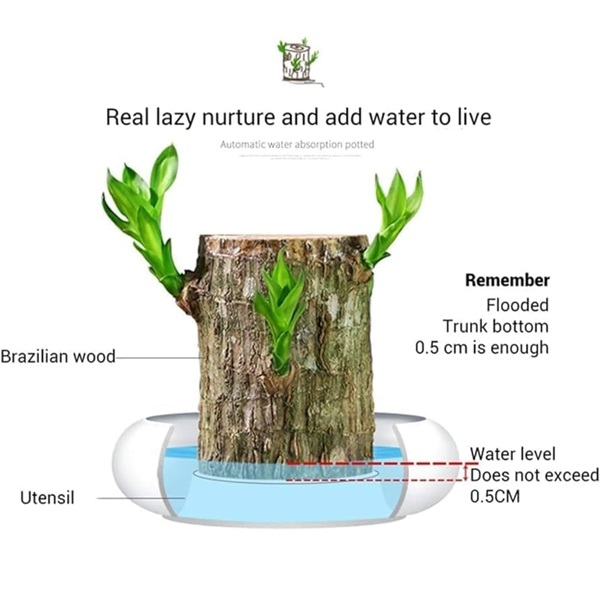 Real lazy nurture and add water to live
Automatic water absorption potted
Remember
Flooded
Trunk bottom
0.5 cm is enough
Brazilian wood
Water level
Does not exceed
0.5CM
Utensil